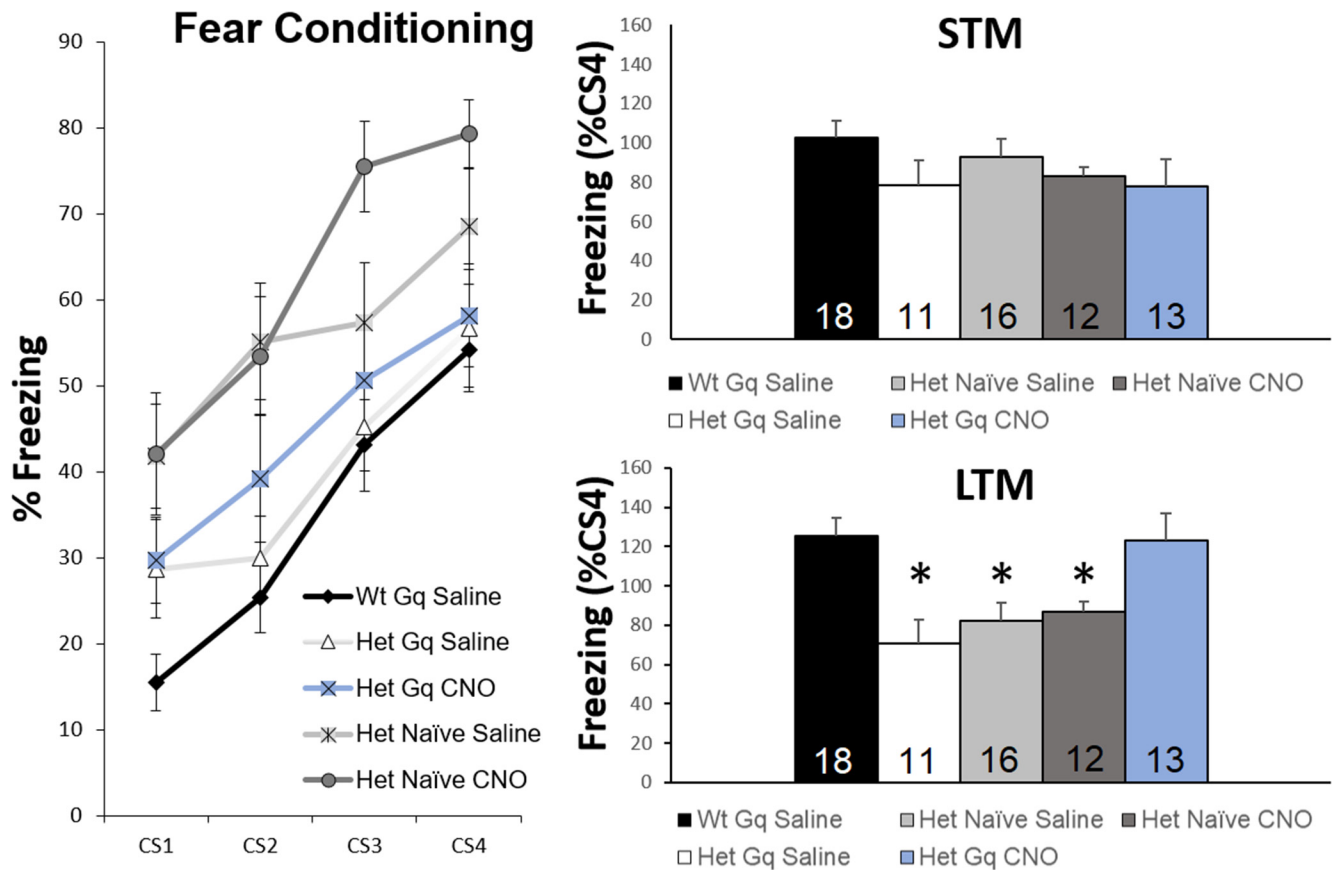 Fear Conditioning
% Freezing
90
80
70
60
50
40
30
20
10
0
CS1 CS2 CS3 CS4
Wt Gq Saline
Het Gq Saline
Het Gq CNO
Het Naïve Saline
Het Naïve CNO
STM
Freezing (%CS4)
160
140
120
100
80
60
40
20
0
18 11 16 12 13
Wt Gq Saline Het Naïve Saline Het Naïve CNO
Het Gq Saline Het Gq CNO
LTM
Freezing (%CS4)
160
140
120
100
80
60
40
20
0
* * *
18 11 16 12 13
Wt Gq Saline Het Naïve Saline Het Naïve CNO
Het Gq Saline Het Gq CNO